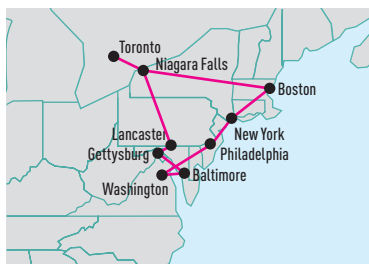 Toronto
Niagara Falls
Boston
Lancaster
New York
Gettysburg
Philadelphia
Washington
Baltimore